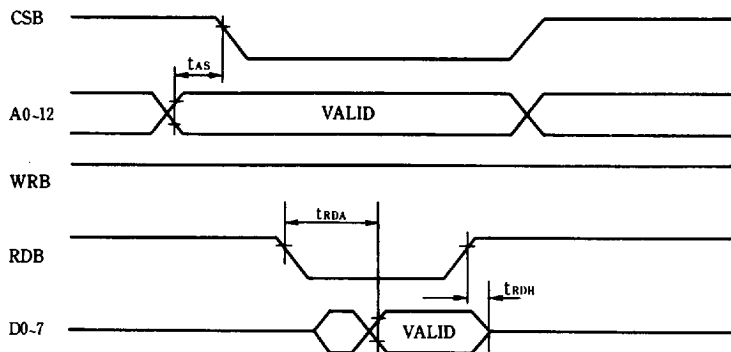 CSB
tAS
A0~12
VALID
WRB
tRDA
RDB
tRDH
D0~7
VALID